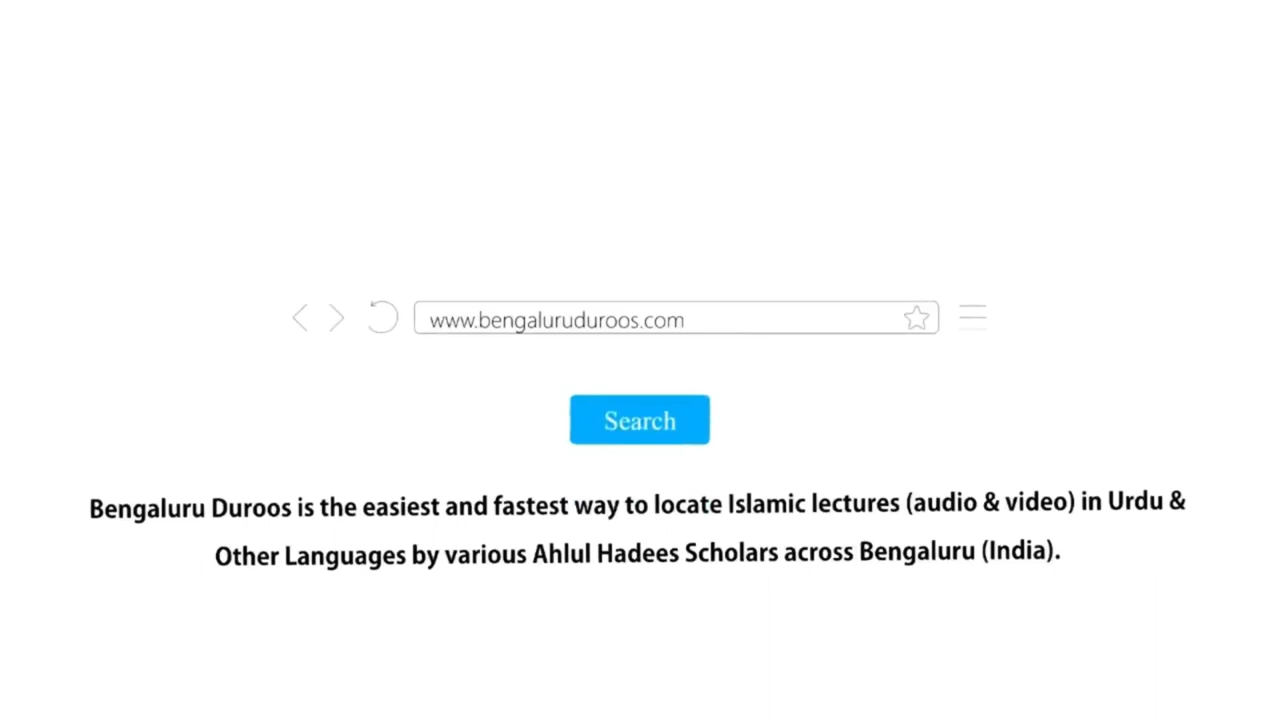 www.bengaluruduroos.com
Search
Bengaluru Duroos is the easiest and fastest way to locate Islamic lectures (audio & video) in Urdu &
Other Languages by various Ahlul Hadees Scholars across Bengaluru (India).